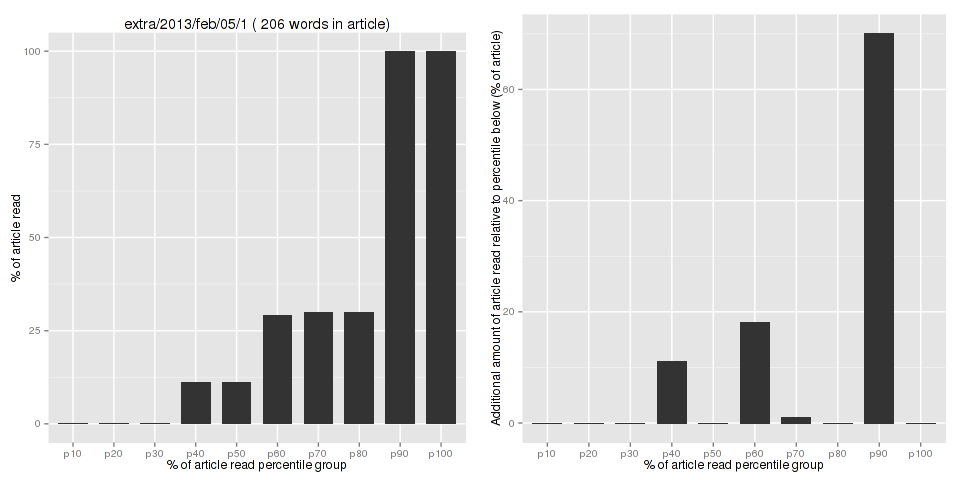 extra/2013/feb/05/1 ( 206 words in article)
% of article read
100
75
50
25
0
p10 p20 p30 p40 p50 p60 p70 p80 p90 p100
% of article read percentile group
Additional amount of article read relative to percentile below (% of article)
60
40
20
0
p10 p20 p30 p40 p50 p60 p70 p80 p90 p100
% of article read percentile group